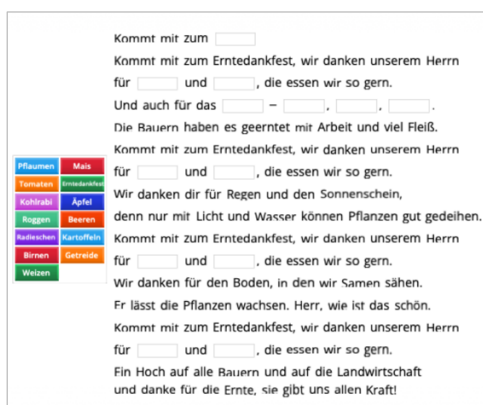 Kommt mit zum
Kommt mit zum Erntedankfest, wir danken unserem Herrn
für und , die essen wir so gern.
Und auch für das – , , .
Die Bauern haben es geerntet mit Arbeit und viel Fleiß.
Kommt mit zum Erntedankfest, wir danken unserem Herrn
für und , die essen wir so gern.
Wir danken dir für Regen und den Sonnenschein,
denn nur mit Licht und Wasser können Pflanzen gut gedeihen.
Kommt mit zum Erntedankfest, wir danken unserem Herrn
für und , die essen wir so gern.
Wir danken für den Boden, in den wir Samen sähen.
Er lässt die Pflanzen wachsen. Herr, wie ist das schön.
Kommt mit zum Erntedankfest, wir danken unserem Herrn
für und , die essen wir so gern.
Ein Hoch auf alle Bauern und auf die Landwirtschaft
und danke für die Ernte, sie gibt uns allen Kraft!
Pflaumen Mais
Tomaten Erntedankfest
Kohlrabi Äpfel
Roggen Beeren
Radieschen Kartoffeln
Birnen Getreide
Weizen